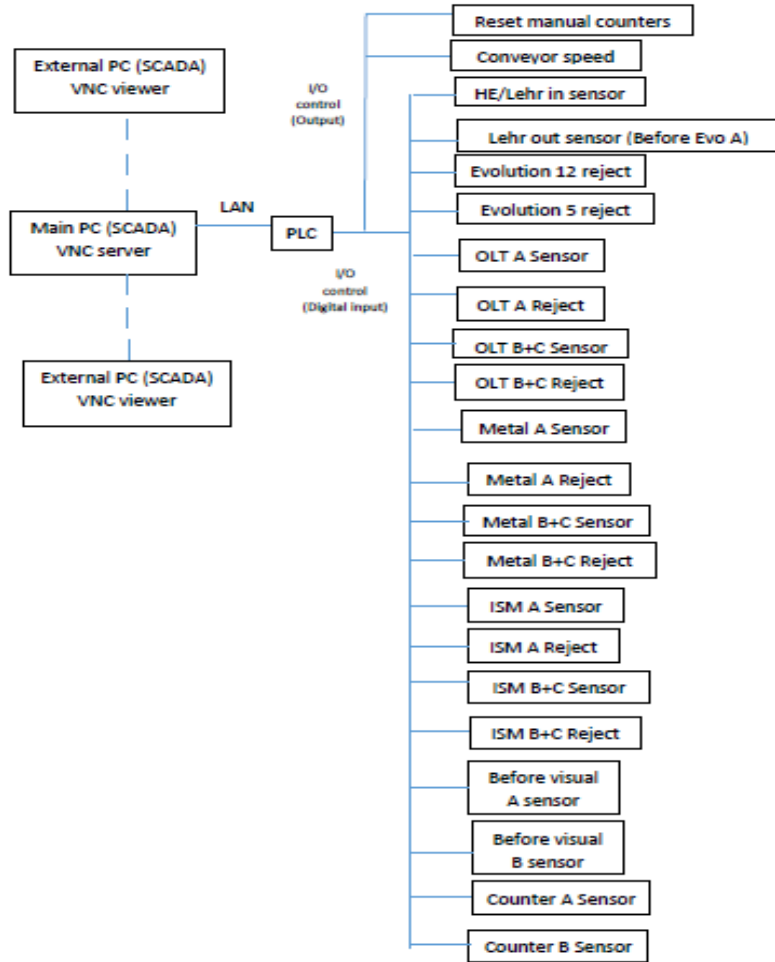 Reset manual counters
External PC (SCADA)
VNC viewer
Conveyor speed
I/O
control
(Output)
HE/Lehr in sensor
Lehr out sensor (Before Evo A)
Evolution 12 reject
Evolution 5 reject
LAN
Main PC (SCADA)
VNC server
PLC
I/O
control
(Digital input)
OLT A Sensor
OLT A Reject
OLT B+C Sensor
OLT B+C Reject
External PC (SCADA)
VNC viewer
Metal A Sensor
Metal A Reject
Metal B+C Sensor
Metal B+C Reject
ISM A Sensor
ISM A Reject
ISM B+C Sensor
ISM B+C Reject
Before visual
A sensor
Before visual
B sensor
Counter A Sensor
Counter B Sensor